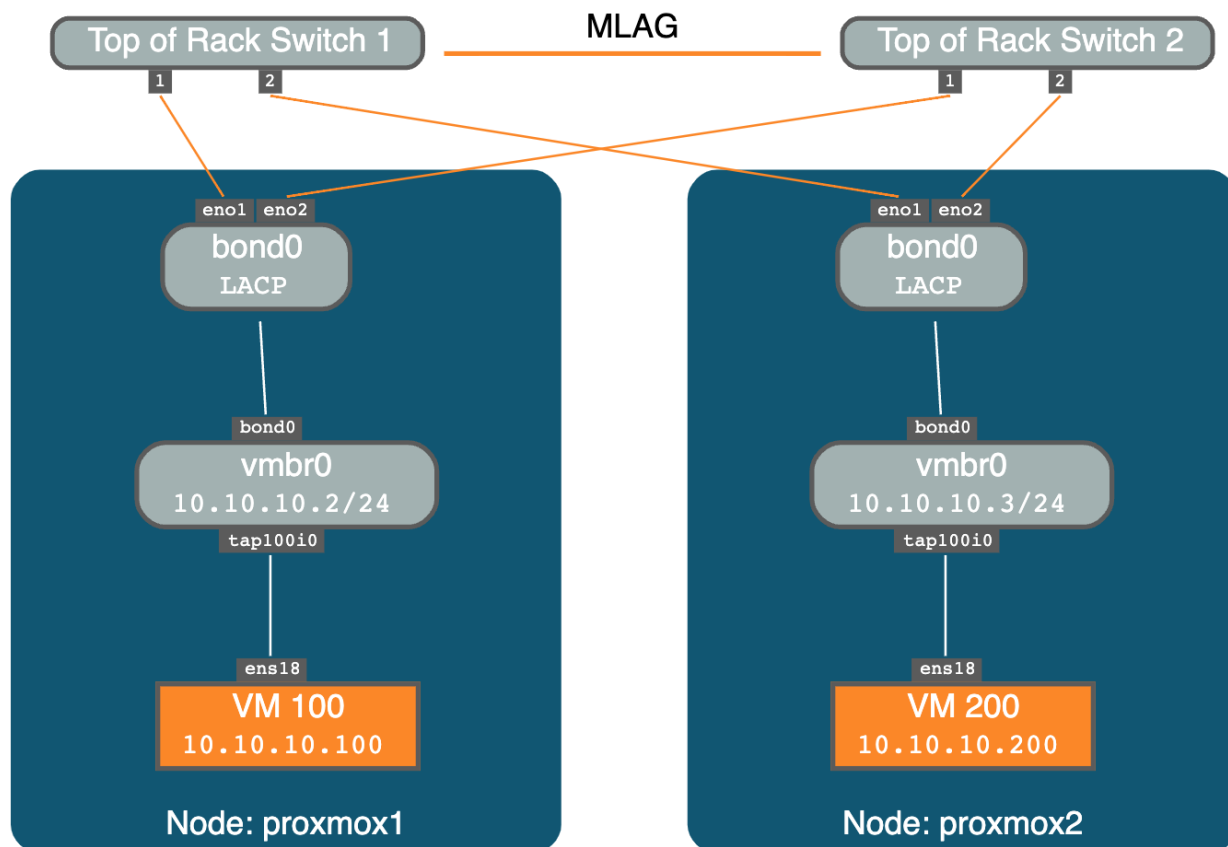 MLAG
Top of Rack Switch 1
Top of Rack Switch 2
1
2
1
2
eno1
eno2
eno1
eno2
bond0
LACP
bond0
LACP
bond0
bond0
vmbr0
10.10.10.2/24
vmbr0
10.10.10.3/24
tap100i0
tap100i0
ens18
ens18
VM 100
10.10.10.100
VM 200
10.10.10.200
Node: proxmox1
Node: proxmox2